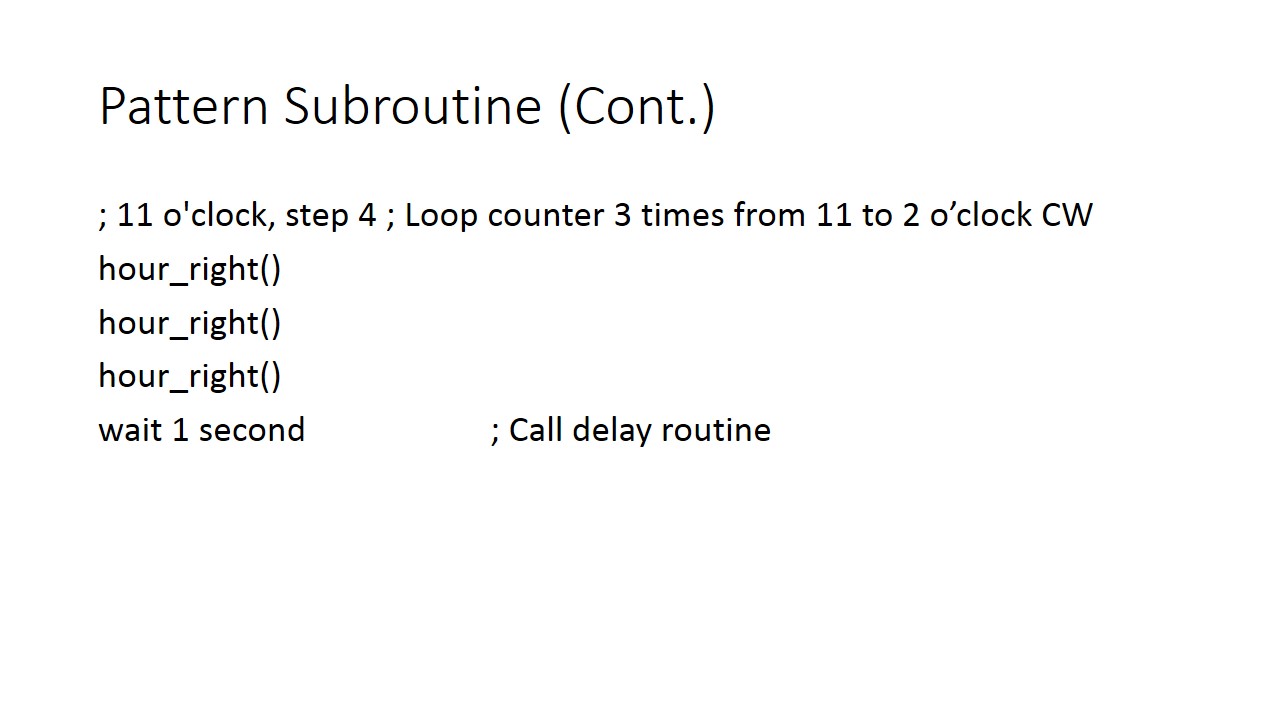 Pattern Subroutine (Cont.)
; 11 o'clock, step 4 ; Loop counter 3 times from 11 to 2 o’clock CW
hour_right()
hour_right()
hour_right()
wait 1 second ; Call delay routine